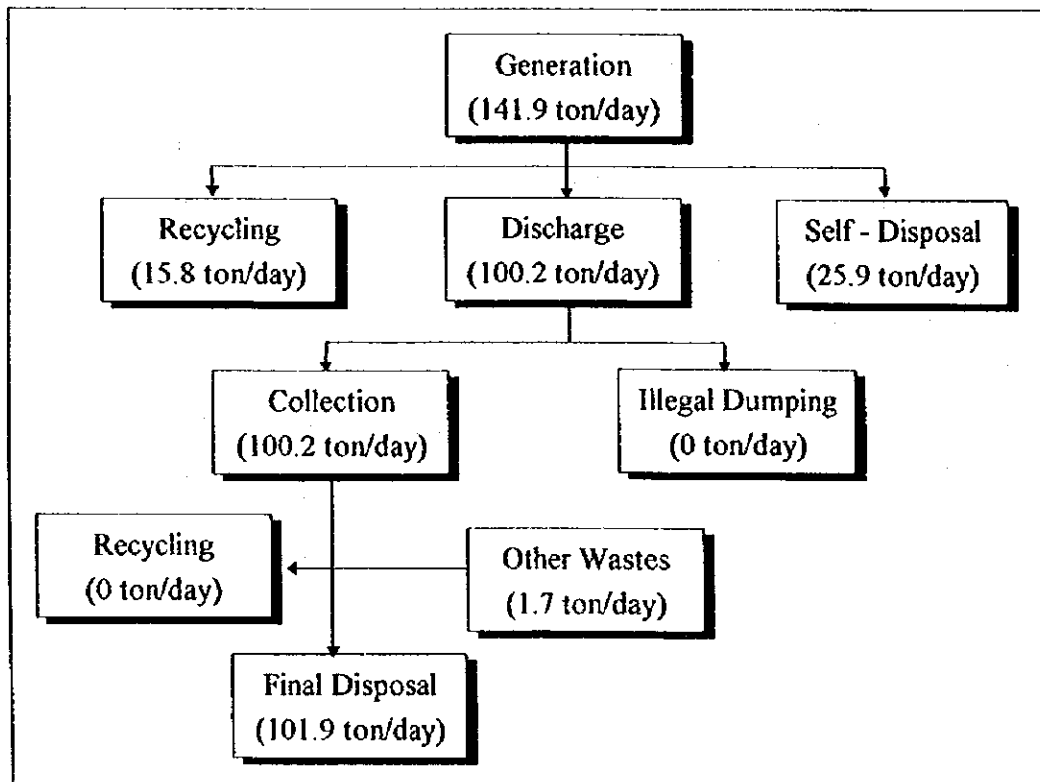 Generation
(141.9 ton/day)
Recycling
(15.8 ton/day)
Discharge
(100.2 ton/day)
Self - Disposal
(25.9 ton/day)
Collection
(100.2 ton/day)
Illegal Dumping
(0 ton/day)
Recycling
(0 ton/day)
Other Wastes
(1.7 ton/day)
Final Disposal
(101.9 ton/day)